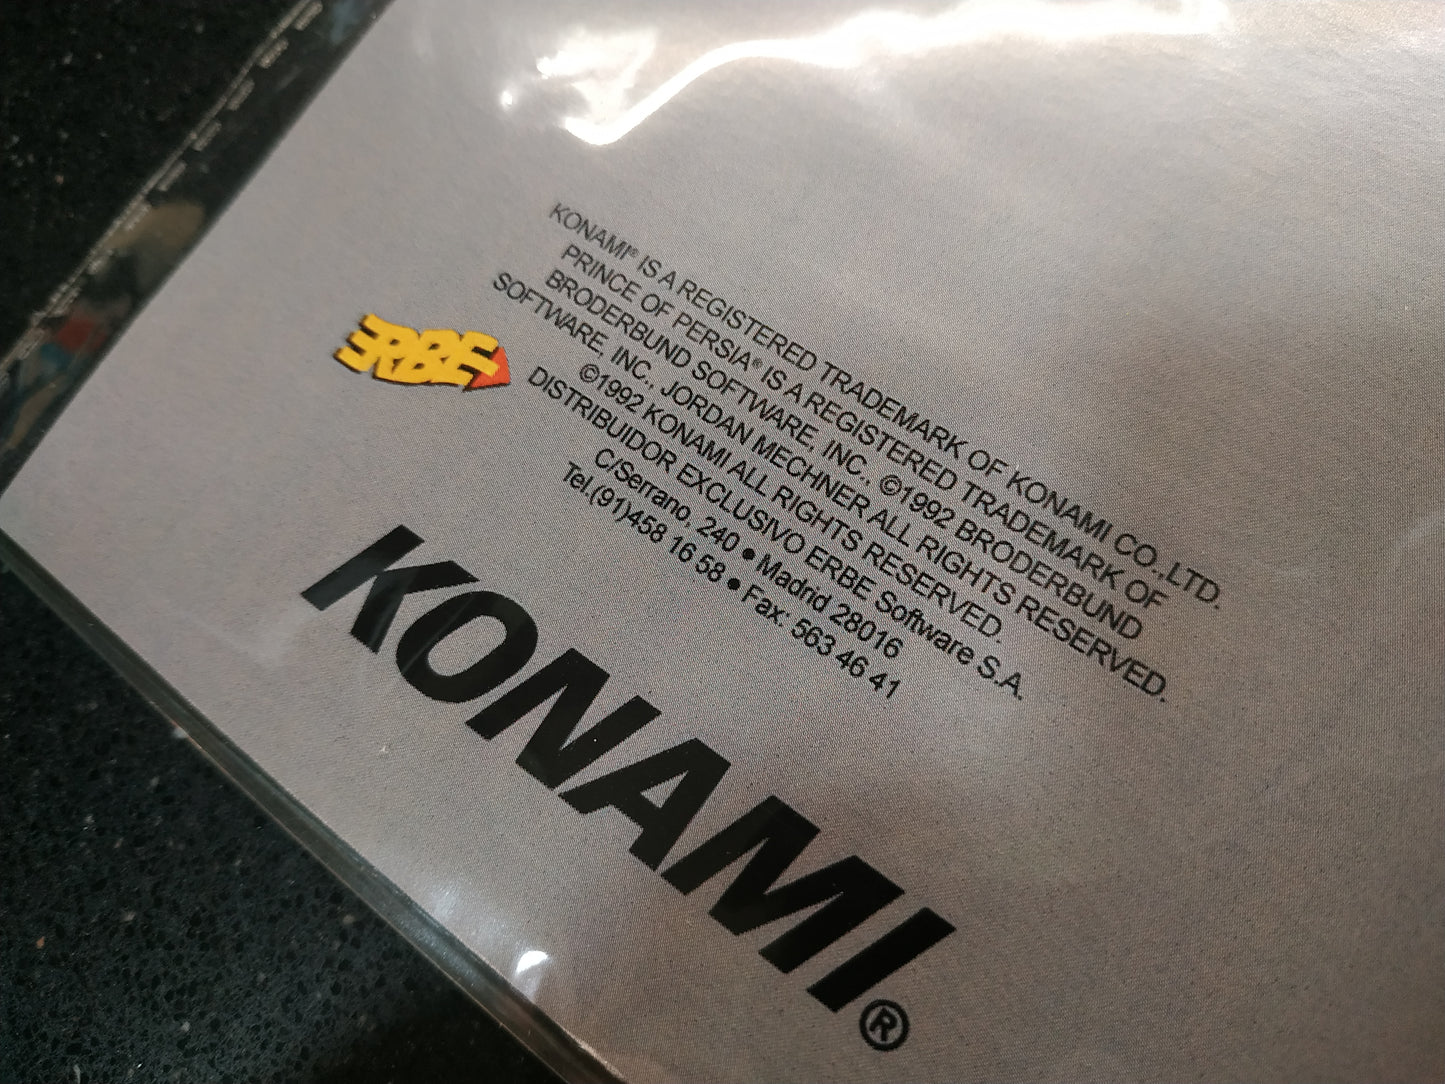 KONAMI® IS A REGISTERED TRADEMARK OF KONAMI CO.,LTD.
PRINCE OF PERSIA® IS A REGISTERED TRADEMARK OF
BRODERBUND SOFTWARE, INC., ©1992 BRODERBUND
SOFTWARE, INC., JORDAN MECHNER ALL RIGHTS RESERVED.
©1992 KONAMI ALL RIGHTS RESERVED.
ERBE
DISTRIBUIDOR EXCLUSIVO ERBE Software S.A.
C/Serrano, 240 • Madrid 28016
Tel.(91)458 16 58 • Fax: 563 46 41
KONAMI®